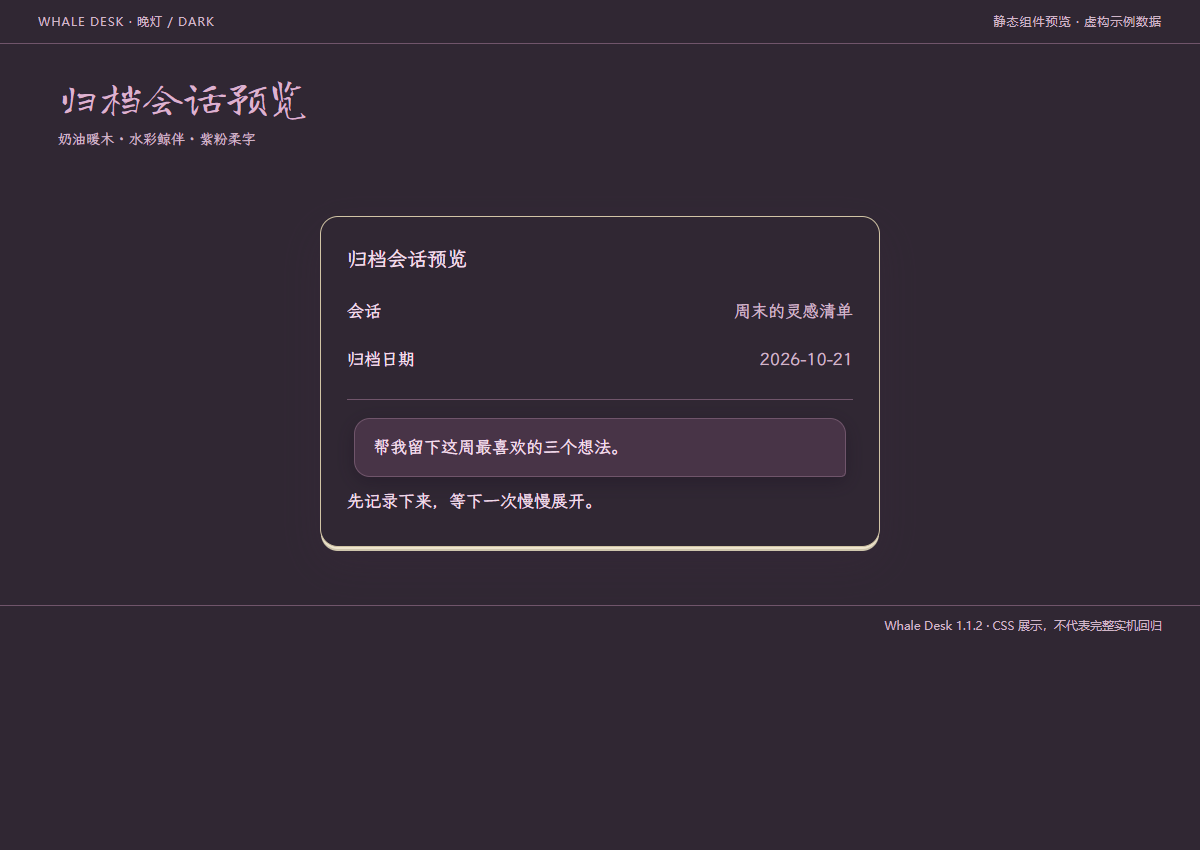 WHALE DESK · 晚灯 / DARK
静态组件预览 · 虚构示例数据
归档会话预览
奶油暖木 · 水彩鲸伴 · 紫粉柔字
归档会话预览
会话
周末的灵感清单
归档日期
2026-10-21
帮我留下这周最喜欢的三个想法。
先记录下来，等下一次慢慢展开。
Whale Desk 1.1.2 · CSS 展示，不代表完整实机回归